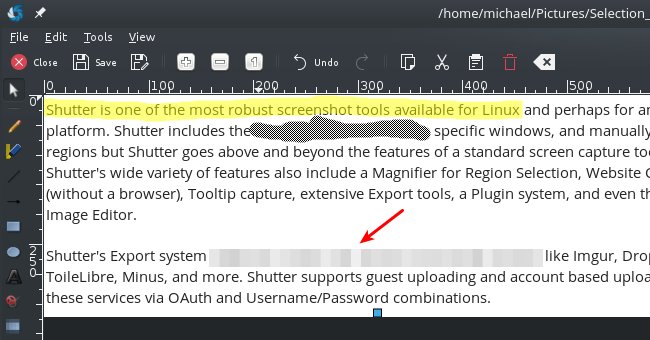 /home/michael/Pictures/Selection_
File Edit Tools View
Close Save 1 Undo
0 100 200 300 400 500
0
Shutter is one of the most robust screenshot tools available for Linux and perhaps for an
platform. Shutter includes the specific windows, and manually
regions but Shutter goes above and beyond the features of a standard screen capture too
Shutter's wide variety of features also include a Magnifier for Region Selection, Website C
(without a browser), Tooltip capture, extensive Export tools, a Plugin system, and even th
Image Editor.
250
Shutter's Export system like Imgur, Drop
ToileLibre, Minus, and more. Shutter supports guest uploading and account based uploa
these services via OAuth and Username/Password combinations.